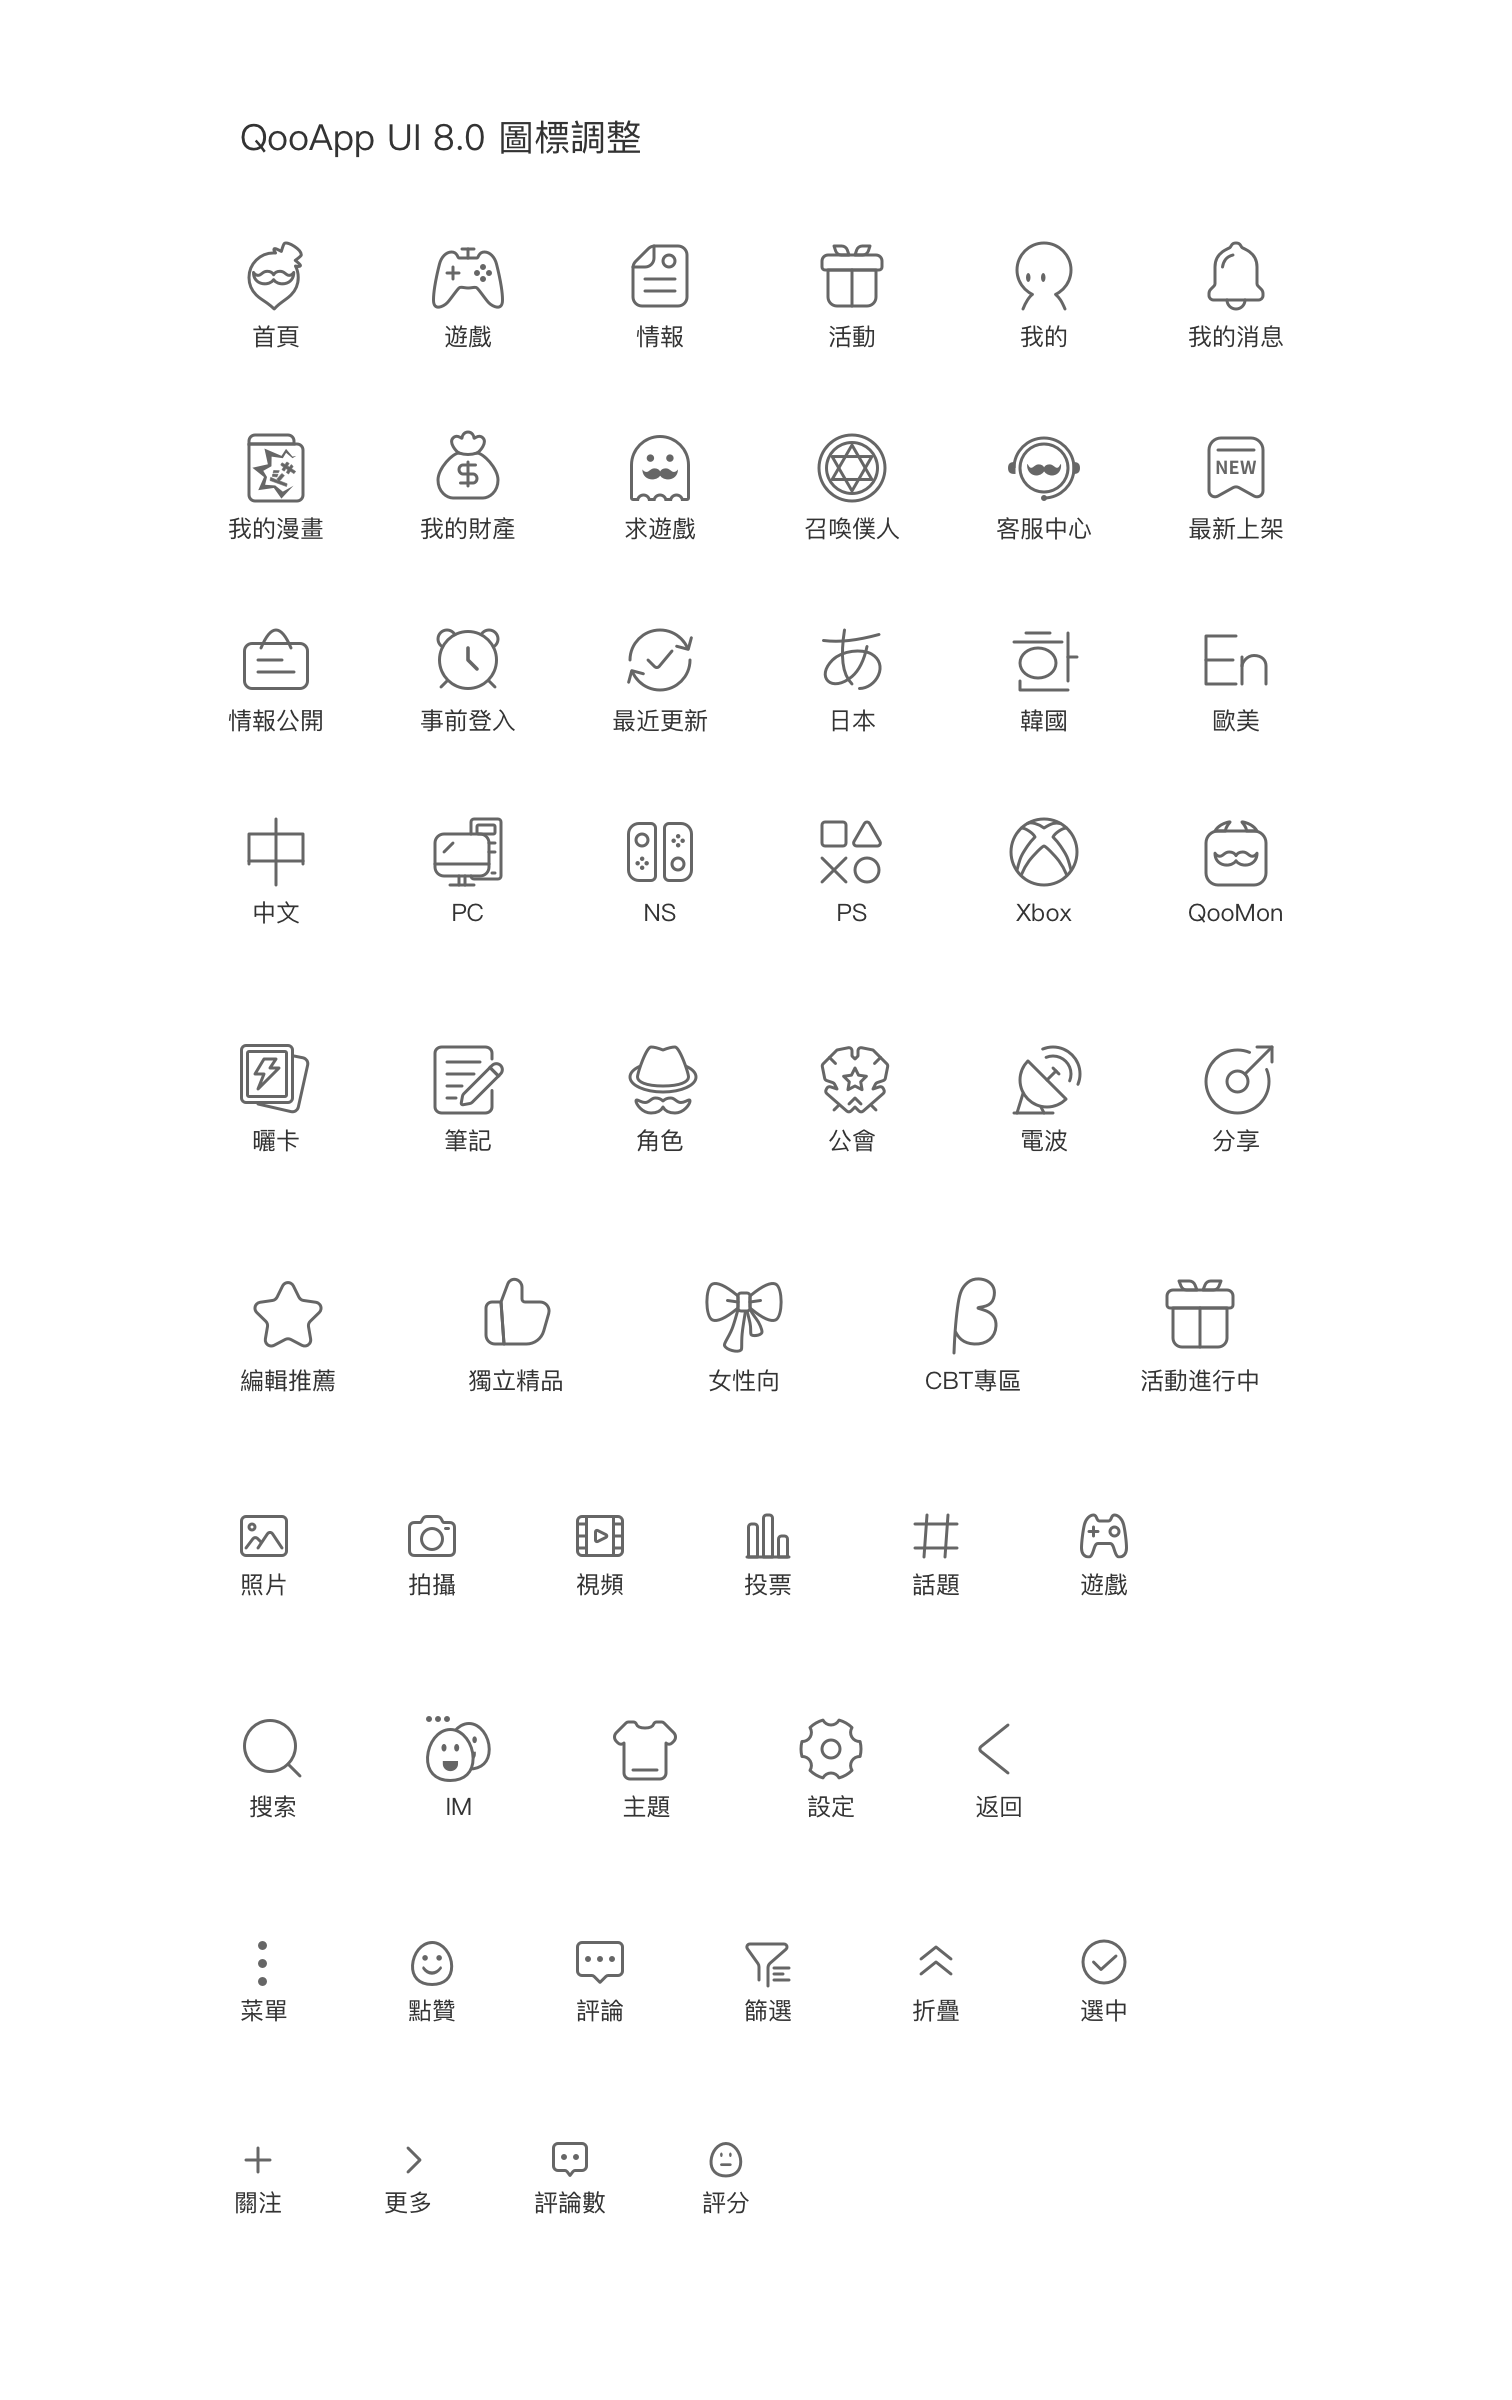 QooApp UI 8.0 圖標調整
首頁 遊戲 情報 活動 我的 我的消息
NEW
我的漫畫 我的財產 求遊戲 召喚僕人 客服中心 最新上架
あ 한 En
情報公開 事前登入 最近更新 日本 韓國 歐美
中
中文 PC NS PS Xbox QooMon
曬卡 筆記 角色 公會 電波 分享
β
編輯推薦 獨立精品 女性向 CBT專區 活動進行中
照片 拍攝 視頻 投票 話題 遊戲
搜索 IM 主題 設定 返回
菜單 點贊 評論 篩選 折疊 選中
關注 更多 評論數 評分